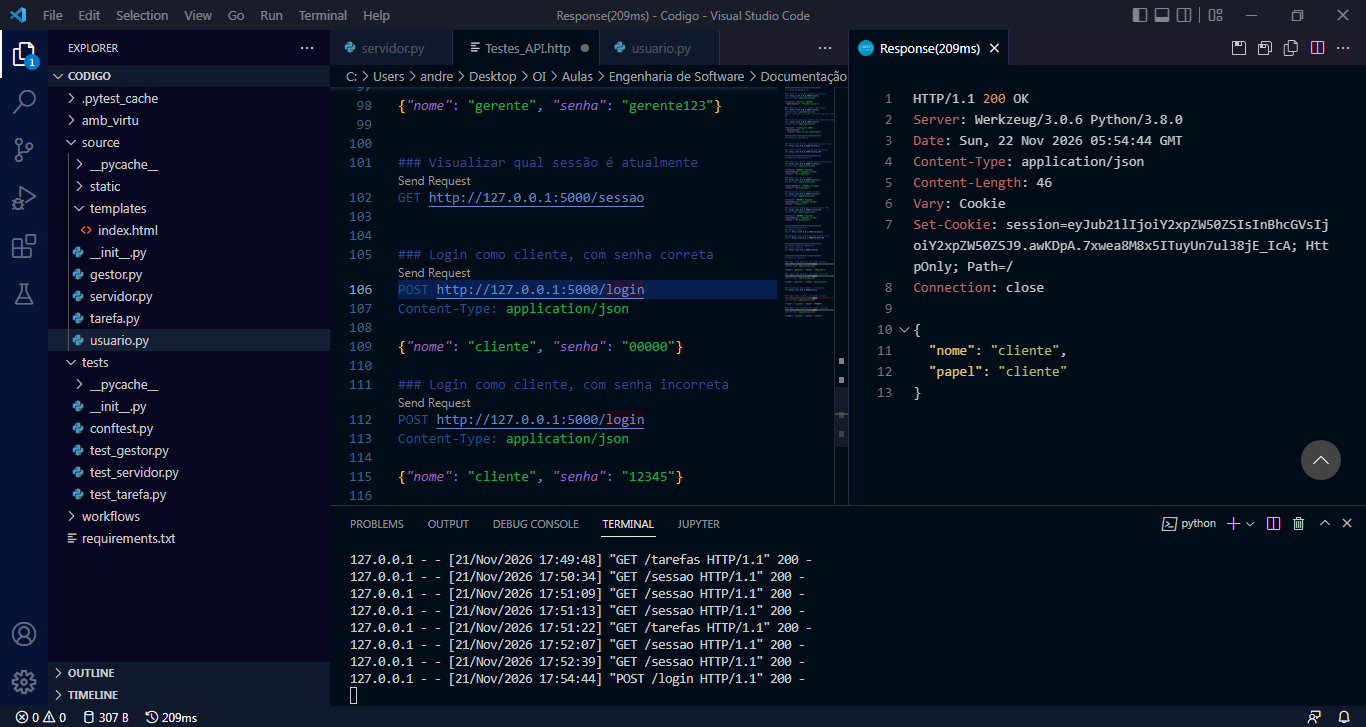 File Edit Selection View Go Run Terminal Help
Response(209ms) - Codigo - Visual Studio Code
EXPLORER
CODIGO
.pytest_cache
amb_virtu
source
__pycache__
static
templates
index.html
__init__.py
gestor.py
servidor.py
tarefa.py
usuario.py
tests
__pycache__
__init__.py
conftest.py
test_gestor.py
test_servidor.py
test_tarefa.py
workflows
requirements.txt
OUTLINE
TIMELINE
1
servidor.py Testes_API.http usuario.py
C: > Users > andre > Desktop > OI > Aulas > Engenharia de Software > Documentação
97
98 {"nome": "gerente", "senha": "gerente123"}
99
100
101 ### Visualizar qual sessão é atualmente
Send Request
102 GET http://127.0.0.1:5000/sessao
103
104
105 ### Login como cliente, com senha correta
Send Request
106 POST http://127.0.0.1:5000/login
107 Content-Type: application/json
108
109 {"nome": "cliente", "senha": "00000"}
110
111 ### Login como cliente, com senha incorreta
Send Request
112 POST http://127.0.0.1:5000/login
113 Content-Type: application/json
114
115 {"nome": "cliente", "senha": "12345"}
116
Response(209ms)
1 HTTP/1.1 200 OK
2 Server: Werkzeug/3.0.6 Python/3.8.0
3 Date: Sun, 22 Nov 2026 05:54:44 GMT
4 Content-Type: application/json
5 Content-Length: 46
6 Vary: Cookie
7 Set-Cookie: session=eyJub21lIjoiY2xpZW50ZSIsInBhcGVsIj
oiY2xpZW50ZSJ9.awKDpA.7xwea8M8x5ITuyUn7ul38jE_IcA; Htt
pOnly; Path=/
8 Connection: close
9
10 {
11 "nome": "cliente",
12 "papel": "cliente"
13 }
PROBLEMS OUTPUT DEBUG CONSOLE TERMINAL JUPYTER
python
127.0.0.1 - - [21/Nov/2026 17:49:48] "GET /tarefas HTTP/1.1" 200 -
127.0.0.1 - - [21/Nov/2026 17:50:34] "GET /sessao HTTP/1.1" 200 -
127.0.0.1 - - [21/Nov/2026 17:51:09] "GET /sessao HTTP/1.1" 200 -
127.0.0.1 - - [21/Nov/2026 17:51:13] "GET /sessao HTTP/1.1" 200 -
127.0.0.1 - - [21/Nov/2026 17:51:22] "GET /tarefas HTTP/1.1" 200 -
127.0.0.1 - - [21/Nov/2026 17:52:07] "GET /sessao HTTP/1.1" 200 -
127.0.0.1 - - [21/Nov/2026 17:52:39] "GET /sessao HTTP/1.1" 200 -
127.0.0.1 - - [21/Nov/2026 17:54:44] "POST /login HTTP/1.1" 200 -
0 0 307 B 209ms